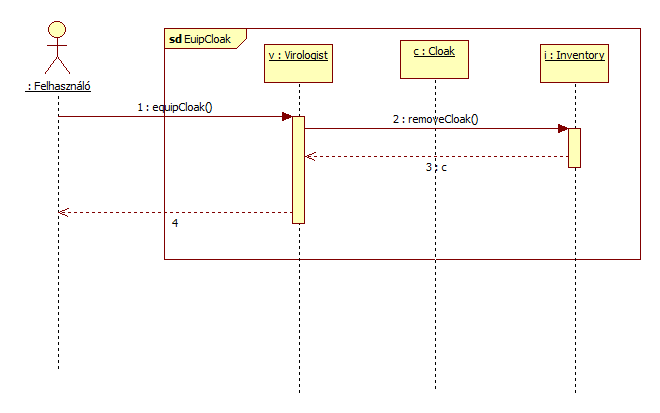 sd EuipCloak
v : Virologist
c : Cloak
i : Inventory
: Felhasználó
1 : equipCloak()
2 : removeCloak()
3 : c
4